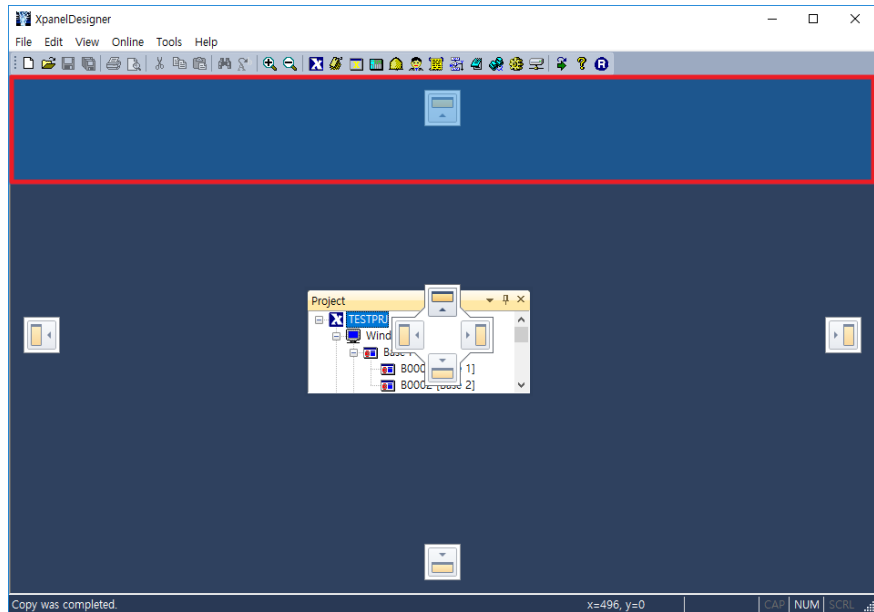 XpanelDesigner
File Edit View Online Tools Help
Project
TESTPRJ
Wind
1]
[Base 2]
Copy was completed.
x=496, y=0
CAP NUM SCRL